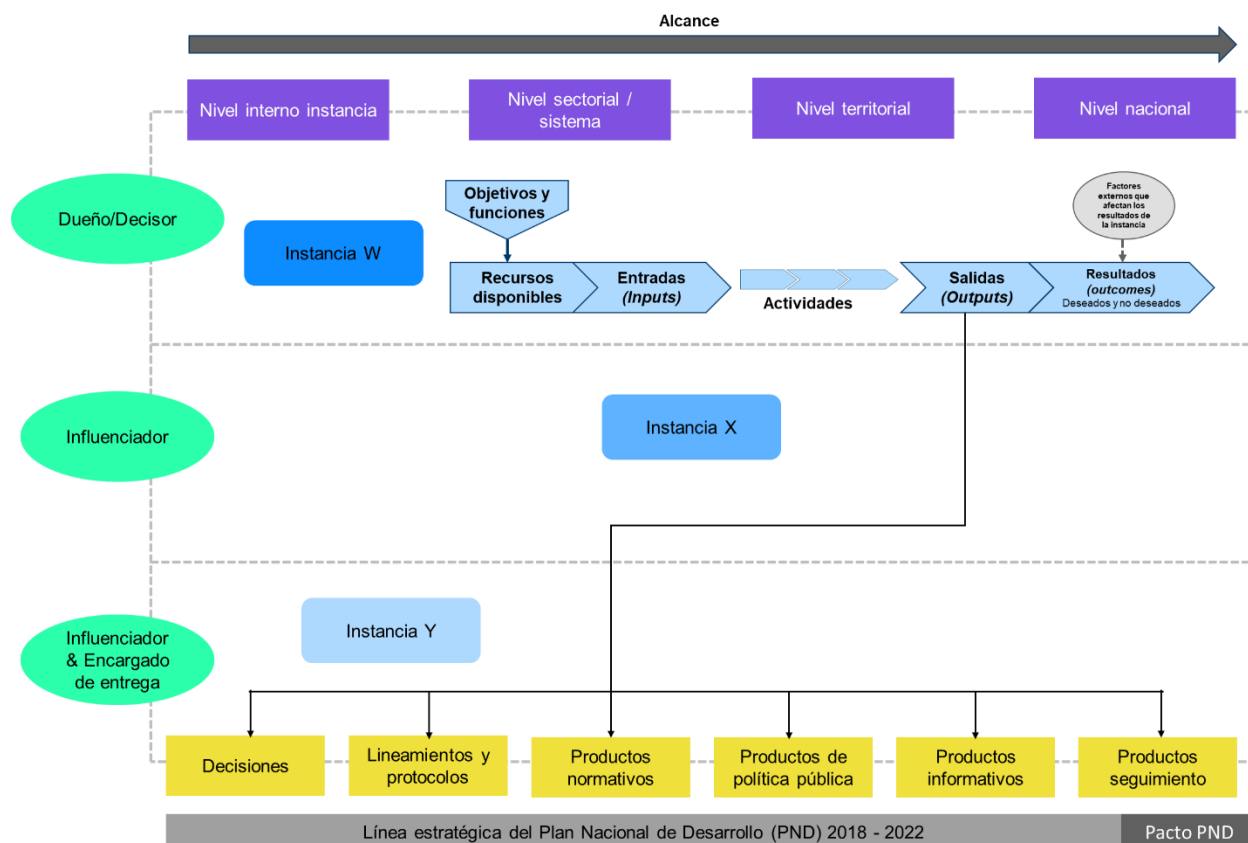 Alcance
Nivel interno instancia
Nivel sectorial /
sistema
Nivel territorial
Nivel nacional
Dueño/Decisor
Instancia W
Objetivos y
funciones
Recursos
disponibles
Entradas
(Inputs)
Actividades
Salidas
(Outputs)
Factores
externos que
afectan los
resultados de
la instancia
Resultados
(outcomes)
Deseados y no deseados
Influenciador
Instancia X
Influenciador
& Encargado
de entrega
Instancia Y
Decisiones
Lineamientos y
protocolos
Productos
normativos
Productos de
política pública
Productos
informativos
Productos
seguimiento
Línea estratégica del Plan Nacional de Desarrollo (PND) 2018 - 2022
Pacto PND